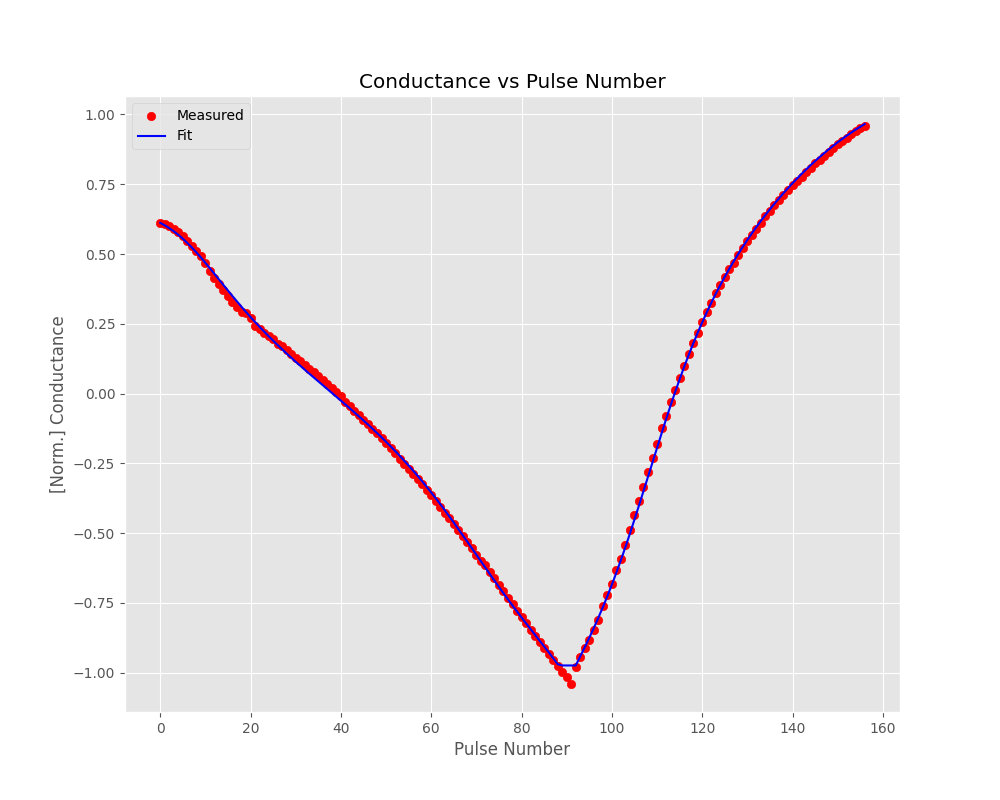 Conductance vs Pulse Number
Measured
Fit
[Norm.] Conductance
1.00
0.75
0.50
0.25
0.00
−0.25
−0.50
−0.75
−1.00
0 20 40 60 80 100 120 140 160
Pulse Number